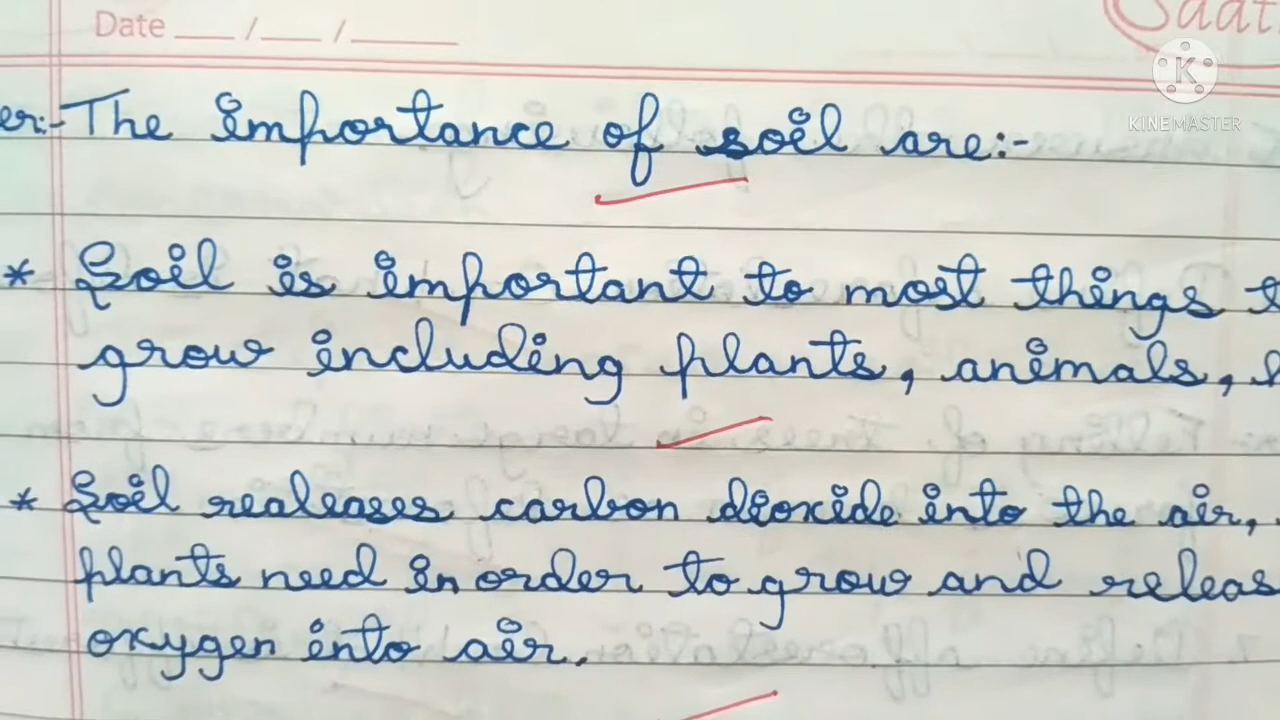 Date ___/___/_____
Saat
K
KINEMASTER
er:- The importance of soil are:-
* Soil is important to most things t
grow including plants, animals,
* Soil realeases carbon dioxide into the air,
plants need in order to grow and releas
oxygen into air.